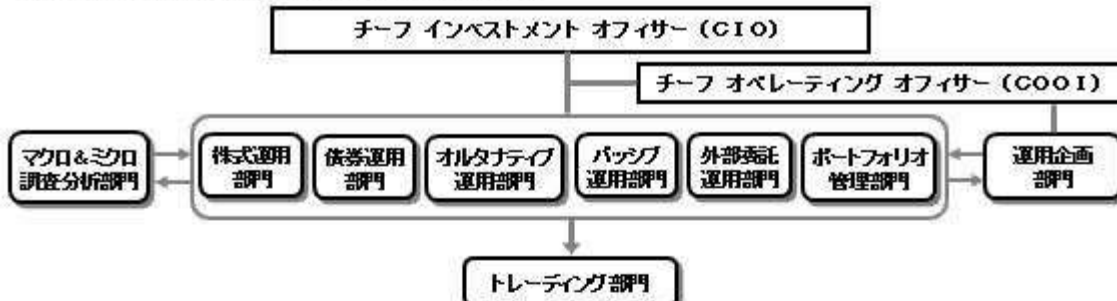 チーフ インベストメント オフィサー (CIO)
チーフ オペレーティング オフィサー (COOI)
マクロ&ミクロ
調査分析部門
株式運用
部門
債券運用
部門
オルタナティブ
運用部門
パッシブ
運用部門
外部委託
運用部門
ポートフォリオ
管理部門
運用企画
部門
トレーディング部門